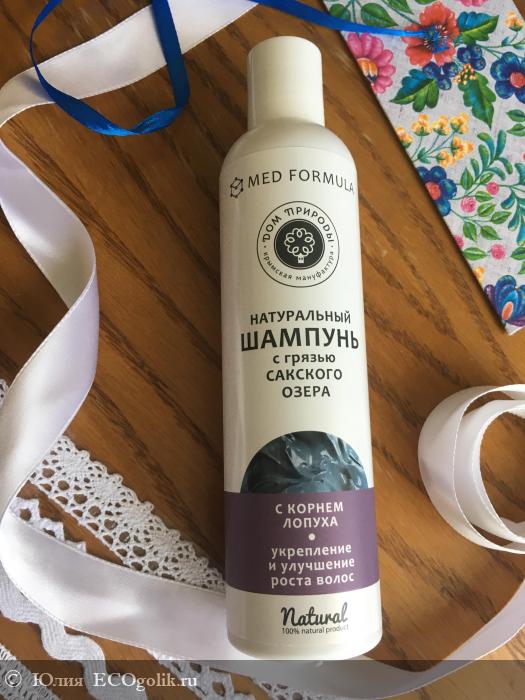 MED FORMULA
ДОМ ПРИРОДЫ
крымская мануфактура
НАТУРАЛЬНЫЙ
ШАМПУНЬ
с грязью
САКСКОГО
ОЗЕРА
С КОРНЕМ
ЛОПУХА
укрепление
и улучшение
роста волос
Natural
100% natural product
Юлия ECOgolik.ru